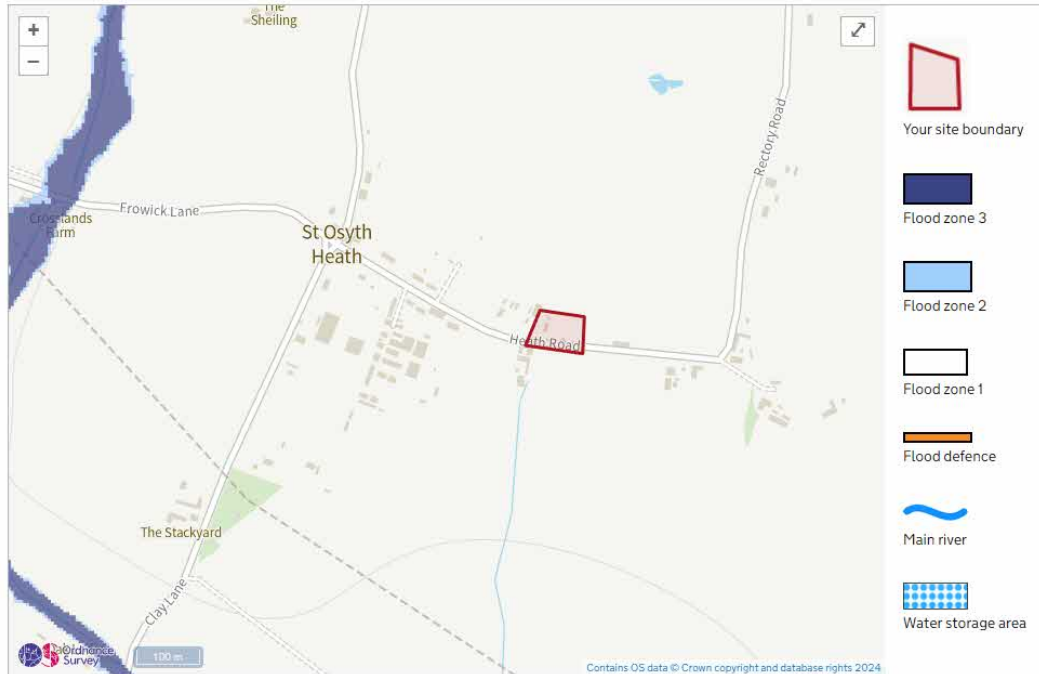 The
Sheiling
+
−
Rectory Road
Frowick Lane
Crosslands
Farm
St Osyth
Heath
Heath Road
The Stackyard
Clay Lane
Ordnance
Survey
100 m
Contains OS data © Crown copyright and database rights 2024
Your site boundary
Flood zone 3
Flood zone 2
Flood zone 1
Flood defence
Main river
Water storage area